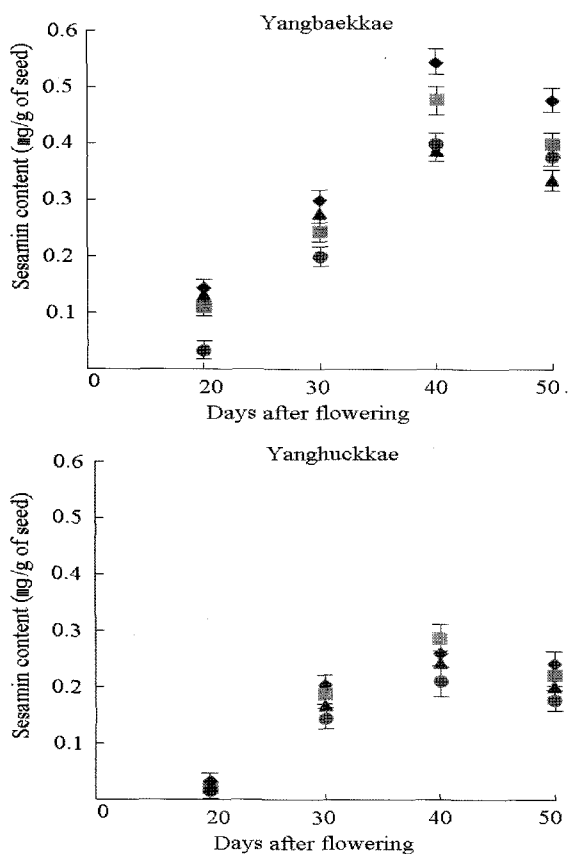 Yangbaekkae
Sesamin content (㎎/g of seed)
0.6
0.5
0.4
0.3
0.2
0.1
0 20 30 40 50
Days after flowering
Yanghuckkae
Sesamin content (㎎/g of seed)
0.6
0.5
0.4
0.3
0.2
0.1
0 20 30 40 50
Days after flowering